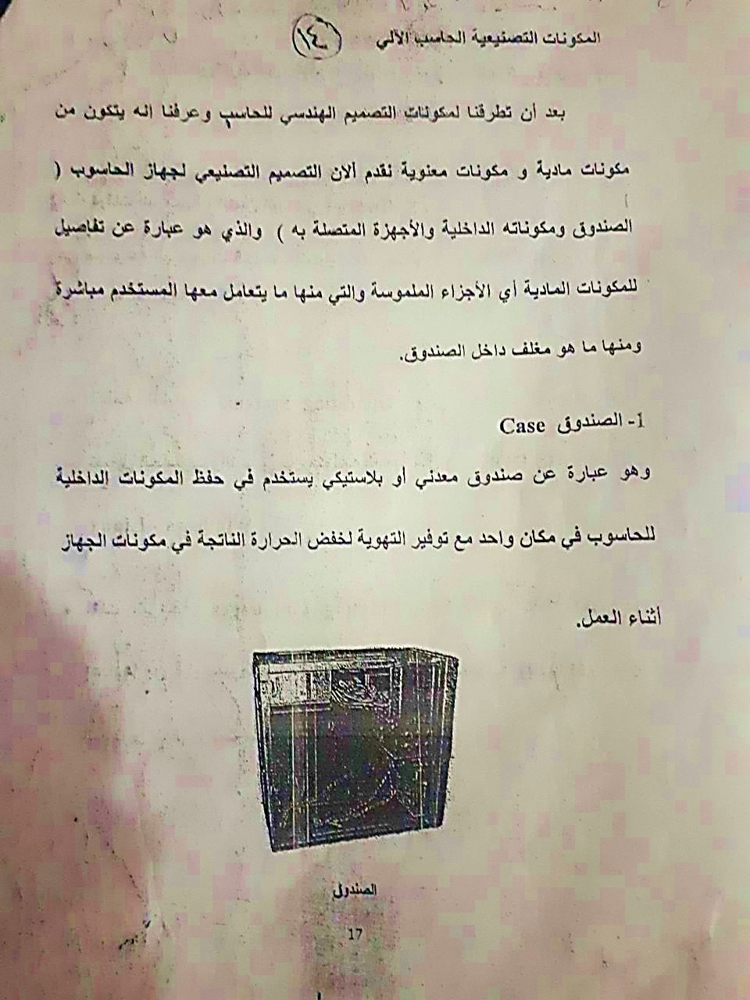 المكونات التصنيعية الحاسب الآلي ١٤
بعد أن تطرقنا لمكونات التصميم الهندسي للحاسب وعرفنا إنه يتكون من
مكونات مادية و مكونات معنوية نقدم ألان التصميم التصنيعي لجهاز الحاسوب (
الصندوق ومكوناته الداخلية والأجهزة المتصلة به ) والذي هو عبارة عن تفاصيل
للمكونات المادية أي الأجزاء الملموسة والتي منها ما يتعامل معها المستخدم مباشرة
ومنها ما هو مغلف داخل الصندوق.
1- الصندوق Case
وهو عبارة عن صندوق معدني أو بلاستيكي يستخدم في حفظ المكونات الداخلية
للحاسوب في مكان واحد مع توفير التهوية لخفض الحرارة الناتجة في مكونات الجهاز
أثناء العمل.
الصندوق
17